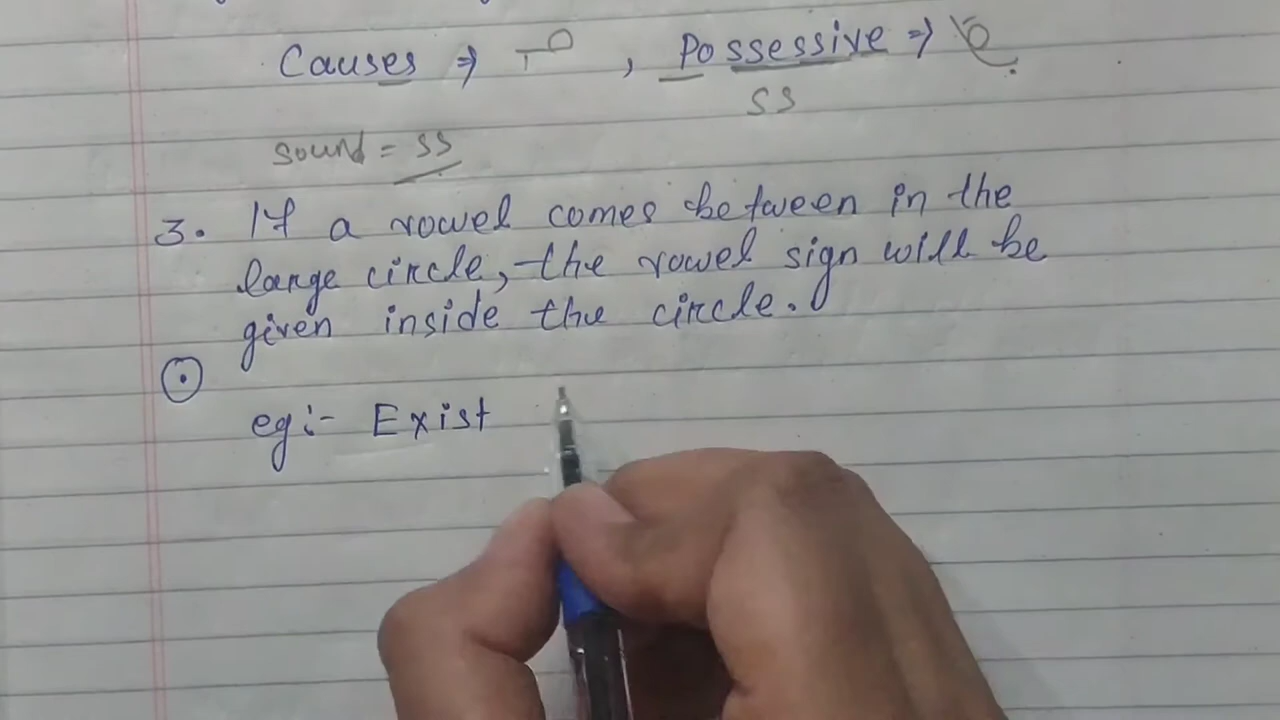 Causes ⇒ , Possessive ⇒
ss
sound = ss
3. If a vowel comes between in the
large circle, the vowel sign will be
given inside the circle.
eg:- Exist